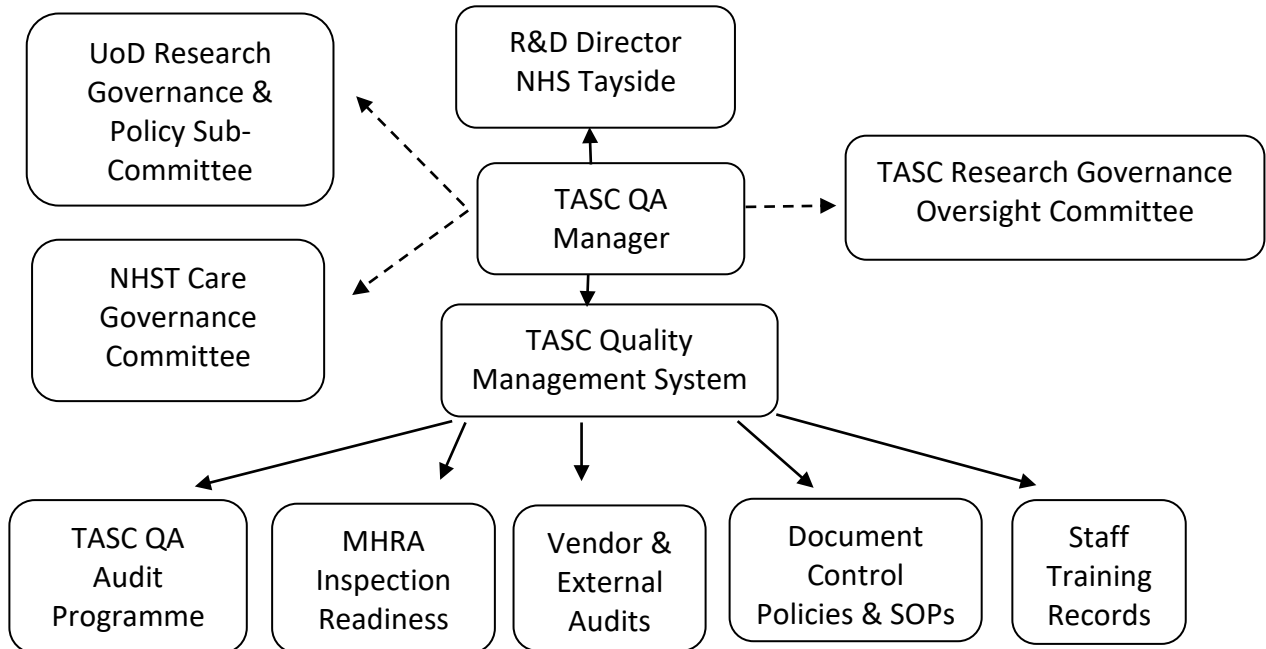 UoD Research
Governance &
Policy Sub-
Committee
R&D Director
NHS Tayside
TASC QA
Manager
TASC Research Governance
Oversight Committee
NHST Care
Governance
Committee
TASC Quality
Management System
TASC QA
Audit
Programme
MHRA
Inspection
Readiness
Vendor &
External
Audits
Document
Control
Policies & SOPs
Staff
Training
Records